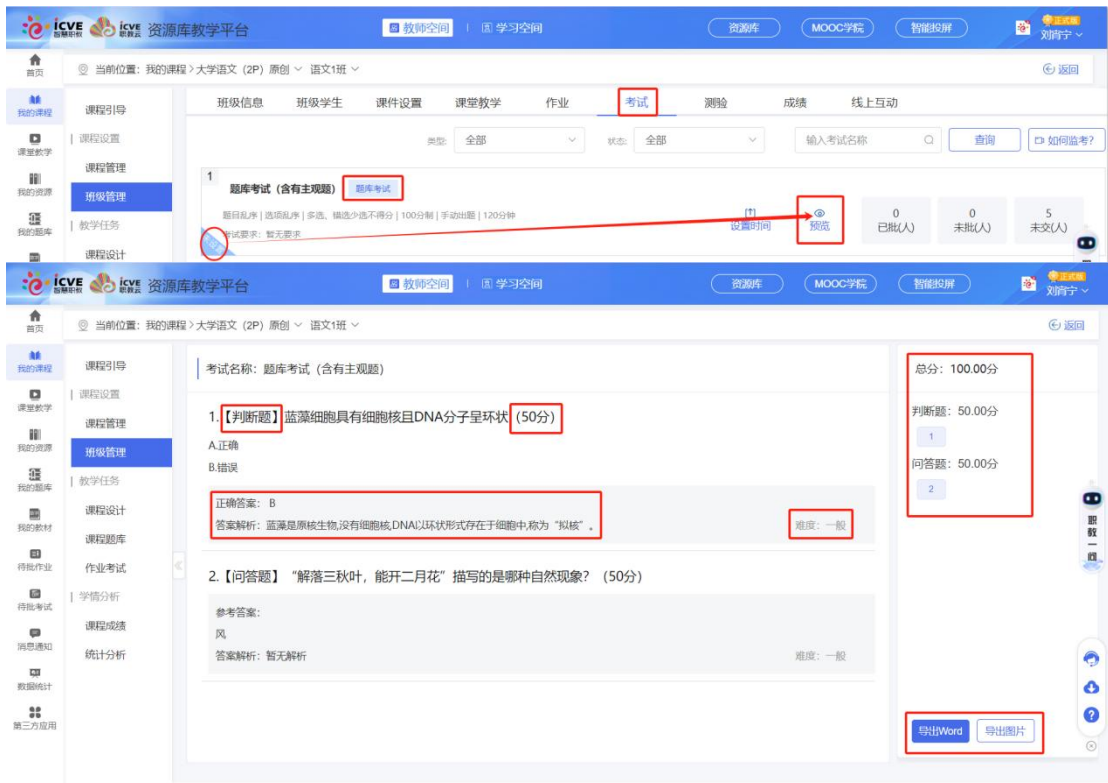 icve 智慧职教 icve 职教云 资源库教学平台 教师空间 学习空间 资源库 MOOC学院 智能投屏 正式版 刘肖宁
首页 当前位置：我的课程 > 大学语文（2P）原创 语文1班 返回
我的课程
课堂教学
我的资源
我的题库
课程引导
课程设置
课程管理
班级管理
教学任务
课程设计
班级信息 班级学生 课件设置 课堂教学 作业 考试 测验 成绩 线上互动
类型: 全部 状态: 全部 输入考试名称 查询 如何监考?
1
题库考试（含有主观题） 题库考试
题目乱序 | 选项乱序 | 多选、错选少选不得分 | 100分制 | 手动出题 | 120分钟
考试要求：暂无要求
设置时间 预览
0 0 5
已批(人) 未批(人) 未交(人)
icve 智慧职教 icve 职教云 资源库教学平台 教师空间 学习空间 资源库 MOOC学院 智能投屏 正式版 刘肖宁
首页 当前位置：我的课程 > 大学语文（2P）原创 语文1班 返回
我的课程
课堂教学
我的资源
我的题库
我的教材
待批作业
待批考试
消息通知
数据统计
第三方应用
课程引导
课程设置
课程管理
班级管理
教学任务
课程设计
课程题库
作业考试
学情分析
课程成绩
统计分析
考试名称：题库考试（含有主观题）
1.【判断题】蓝藻细胞具有细胞核且DNA分子呈环状（50分）
A.正确
B.错误
正确答案： B
答案解析：蓝藻是原核生物,没有细胞核,DNA以环状形式存在于细胞中,称为“拟核”。 难度：一般
2.【问答题】“解落三秋叶，能开二月花”描写的是哪种自然现象？（50分）
参考答案：
风
答案解析：暂无解析 难度：一般
总分：100.00分
判断题：50.00分
1
问答题：50.00分
2
职教一问
导出Word 导出图片